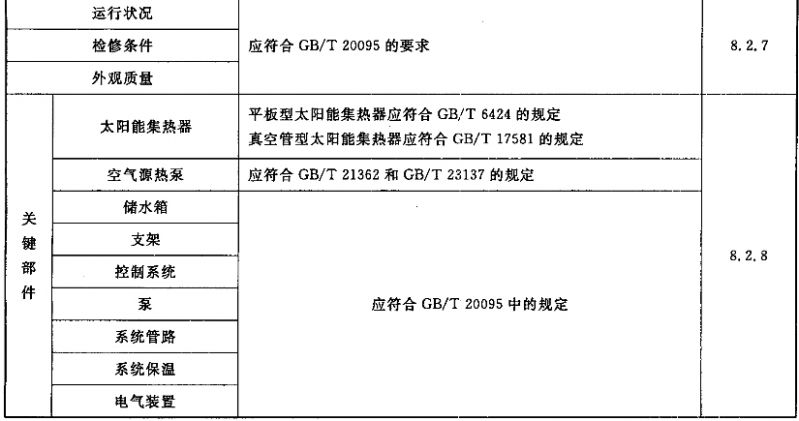 运行状况
检修条件
外观质量
应符合 GB/T 20095 的要求
8.2.7
关键部件
太阳能集热器
平板型太阳能集热器应符合 GB/T 6424 的规定
真空管型太阳能集热器应符合 GB/T 17581 的规定
空气源热泵
应符合 GB/T 21362 和 GB/T 23137 的规定
储水箱
支架
控制系统
泵
系统管路
系统保温
电气装置
应符合 GB/T 20095 中的规定
8.2.8